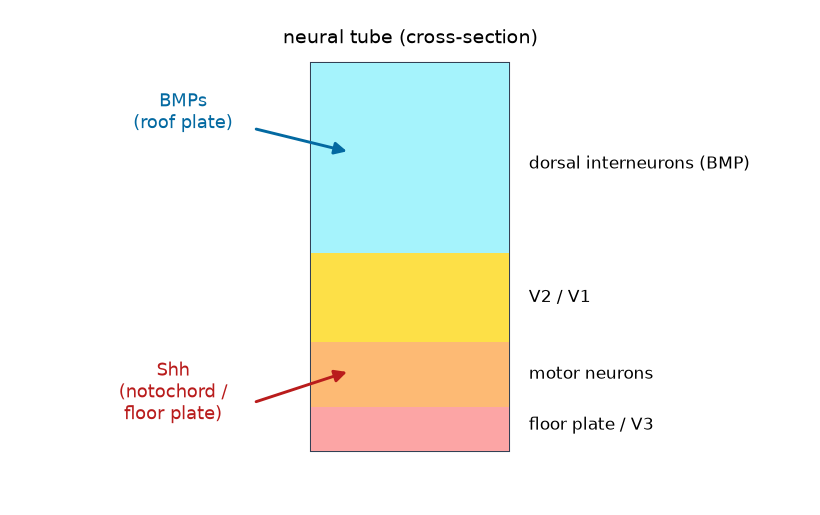 neural tube (cross-section)
BMPs
(roof plate)
dorsal interneurons (BMP)
V2 / V1
Shh
(notochord /
floor plate)
motor neurons
floor plate / V3